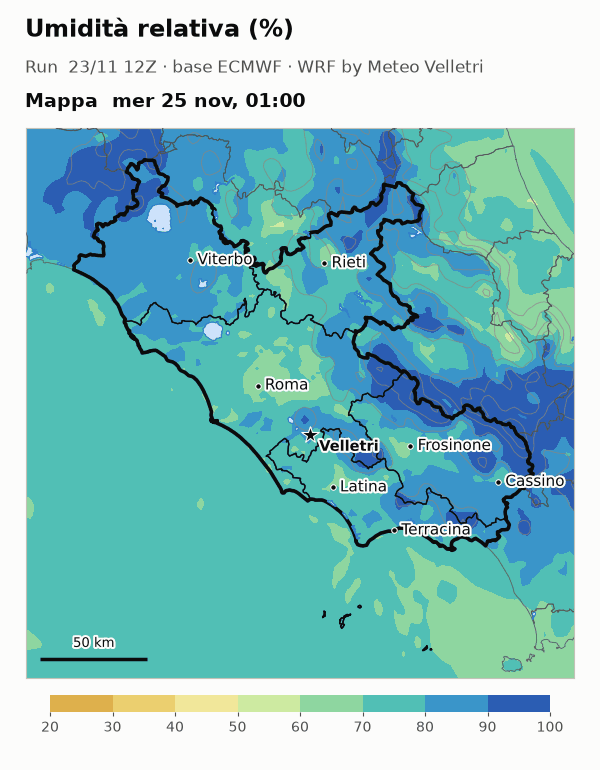 Umidità relativa (%)
Run  23/11 12Z · base ECMWF · WRF by Meteo Velletri
Mappa  mer 25 nov, 01:00
Viterbo
Rieti
Roma
Velletri
Frosinone
Cassino
Latina
Terracina
50 km
20 30 40 50 60 70 80 90 100